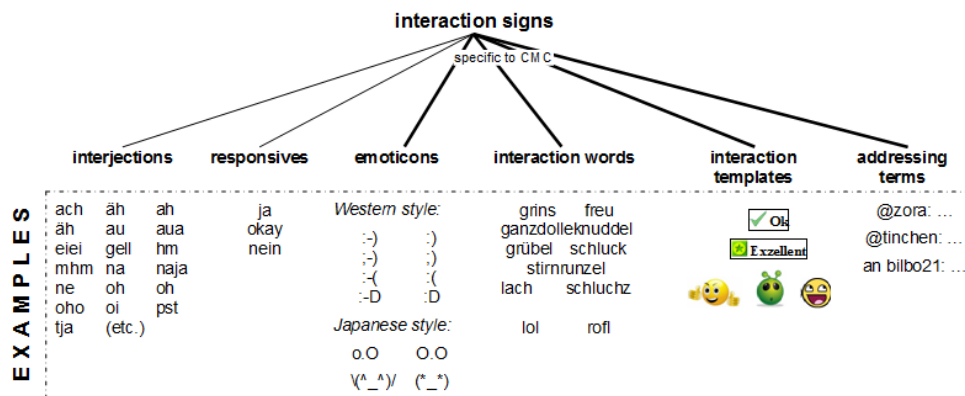 interaction signs
specific to CMC
interjections responsives emoticons interaction words interaction templates addressing terms
EXAMPLES
ach äh ah
äh au aua
eiei gell hm
mhm na naja
ne oh oh
oho oi pst
tja (etc.)
ja
okay
nein
Western style:
:-) :)
;-) ;)
:-( :(
:-D :D
Japanese style:
o.O O.O
\(^_^)/ (*_*)
grins freu
ganzdolleknuddel
grübel schluck
stirnrunzel
lach schluchz
lol rofl
Ok
Exzellent
@zora: ...
@tinchen: ...
an bilbo21: ...